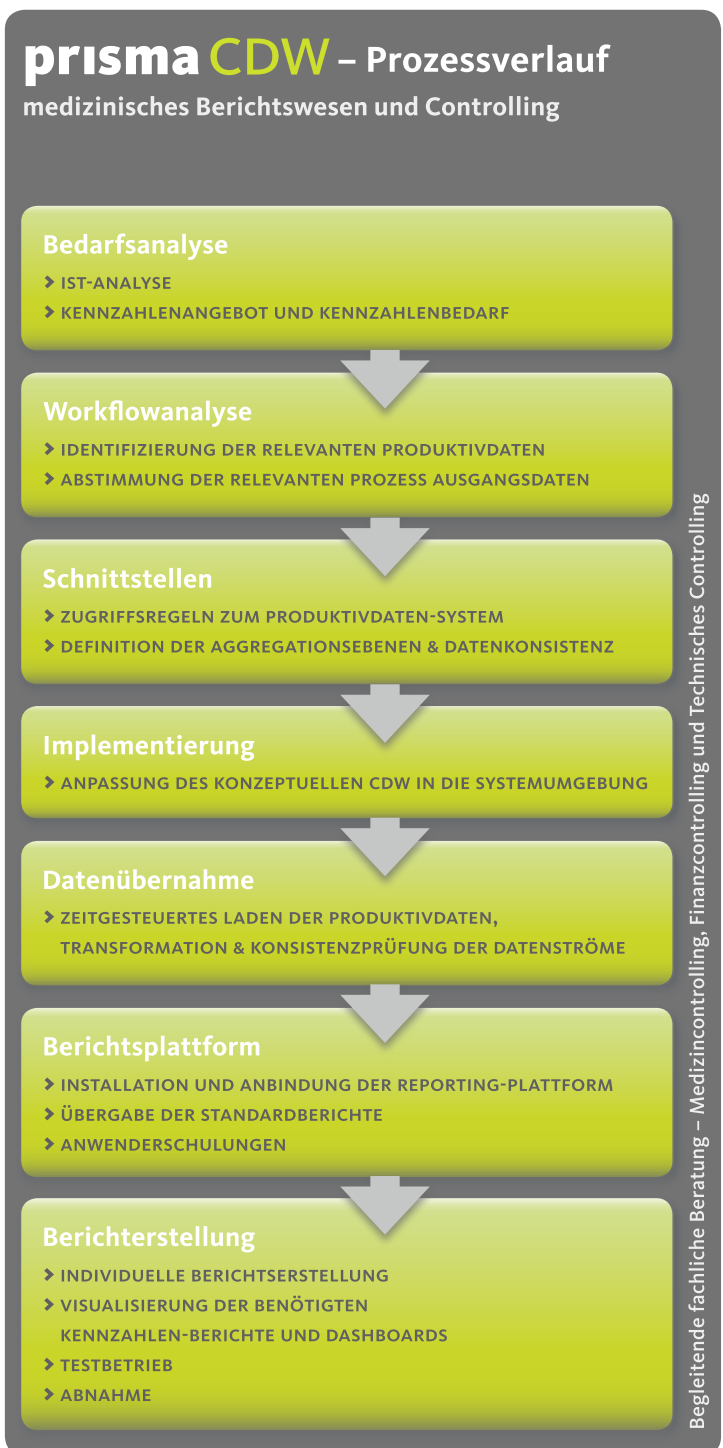 prısma CDW – Prozessverlauf
medizinisches Berichtswesen und Controlling
Bedarfsanalyse
› IST-ANALYSE
› KENNZAHLENANGEBOT UND KENNZAHLENBEDARF
Workflowanalyse
› IDENTIFIZIERUNG DER RELEVANTEN PRODUKTIVDATEN
› ABSTIMMUNG DER RELEVANTEN PROZESS AUSGANGSDATEN
Schnittstellen
› ZUGRIFFSREGELN ZUM PRODUKTIVDATEN-SYSTEM
› DEFINITION DER AGGREGATIONSEBENEN & DATENKONSISTENZ
Implementierung
› ANPASSUNG DES KONZEPTUELLEN CDW IN DIE SYSTEMUMGEBUNG
Datenübernahme
› ZEITGESTEUERTES LADEN DER PRODUKTIVDATEN,
TRANSFORMATION & KONSISTENZPRÜFUNG DER DATENSTRÖME
Berichtsplattform
› INSTALLATION UND ANBINDUNG DER REPORTING-PLATTFORM
› ÜBERGABE DER STANDARDBERICHTE
› ANWENDERSCHULUNGEN
Berichterstellung
› INDIVIDUELLE BERICHTSERSTELLUNG
› VISUALISIERUNG DER BENÖTIGTEN
KENNZAHLEN-BERICHTE UND DASHBOARDS
› TESTBETRIEB
› ABNAHME
Begleitende fachliche Beratung – Medizincontrolling, Finanzcontrolling und Technisches Controlling